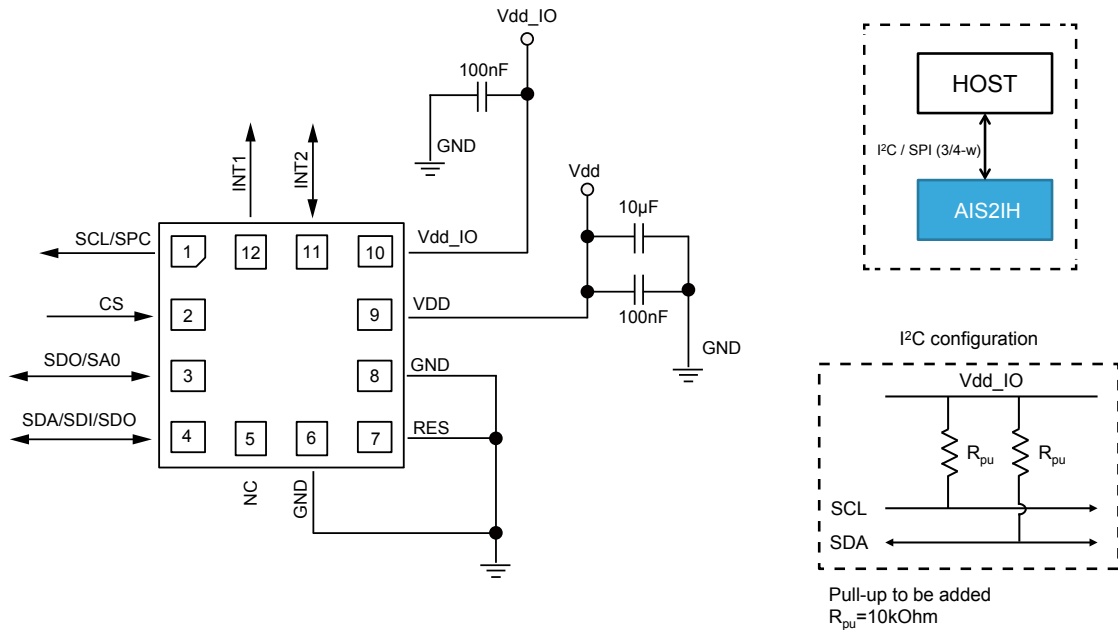 Vdd_IO
100nF
GND
INT1
INT2
Vdd
10µF
100nF
GND
SCL/SPC
CS
SDO/SA0
SDA/SDI/SDO
1
12
11
10
2
9
3
8
4
5
6
7
Vdd_IO
VDD
GND
RES
NC
GND
HOST
I²C / SPI (3/4-w)
AIS2IH
I²C configuration
Vdd_IO
Rpu
Rpu
SCL
SDA
Pull-up to be added
Rpu=10kOhm